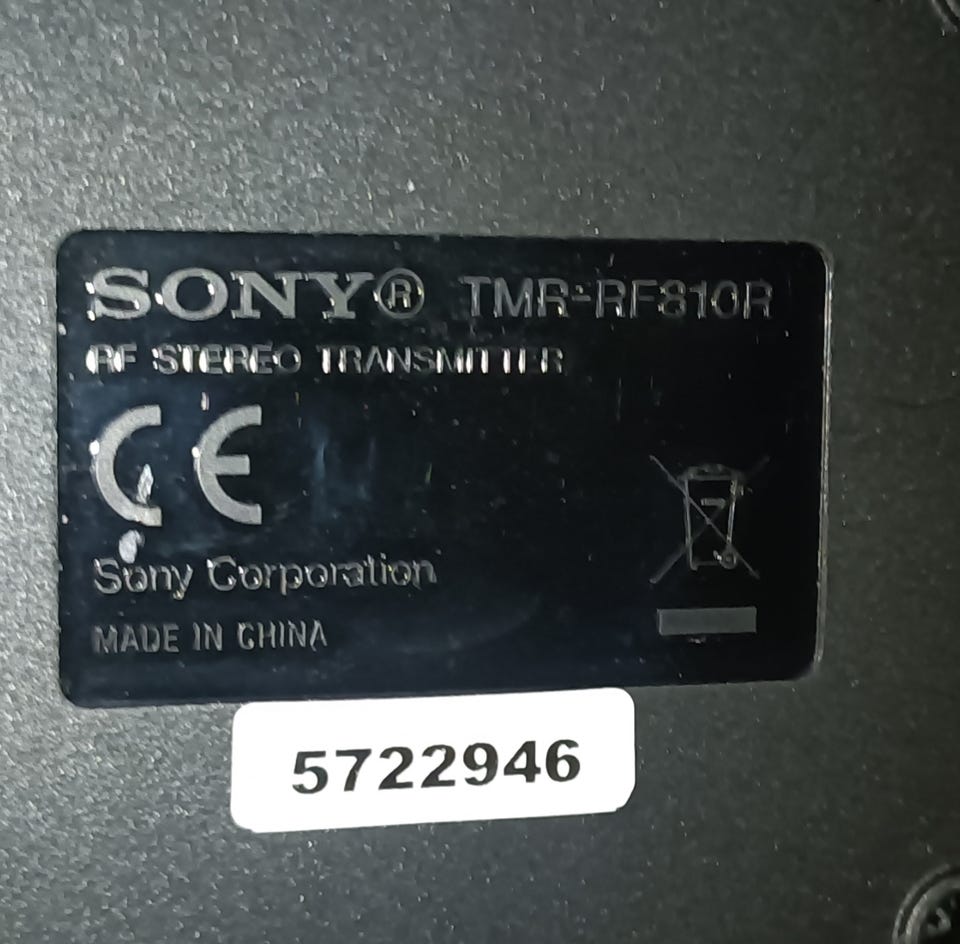 SONY® TMR-RF810R
RF STEREO TRANSMITTER
CE
Sony Corporation
MADE IN CHINA
5722946